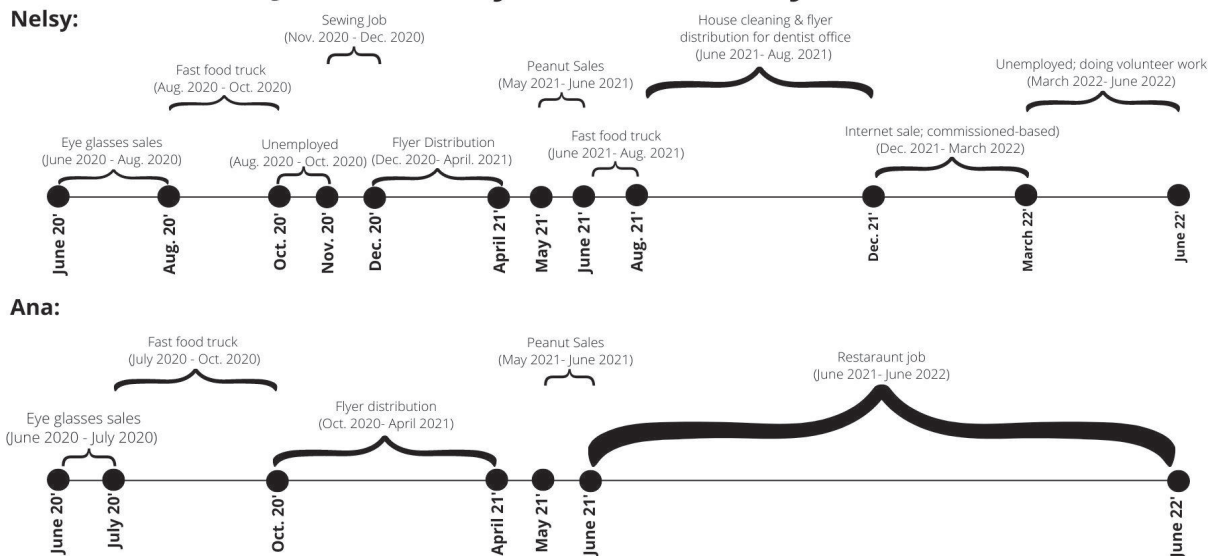 Nelsy:
Sewing Job
(Nov. 2020 - Dec. 2020)
House cleaning & flyer
distribution for dentist office
(June 2021- Aug. 2021)
Fast food truck
(Aug. 2020 - Oct. 2020)
Peanut Sales
(May 2021- June 2021)
Unemployed; doing volunteer work
(March 2022- June 2022)
Eye glasses sales
(June 2020 - Aug. 2020)
Unemployed
(Aug. 2020 - Oct. 2020)
Flyer Distribution
(Dec. 2020- April. 2021)
Fast food truck
(June 2021- Aug. 2021)
Internet sale; commissioned-based)
(Dec. 2021- March 2022)
June 20'
Aug. 20'
Oct. 20'
Nov. 20'
Dec. 20'
April 21'
May 21'
June 21'
Aug. 21'
Dec. 21'
March 22'
June 22'
Ana:
Fast food truck
(July 2020 - Oct. 2020)
Peanut Sales
(May 2021- June 2021)
Restaraunt job
(June 2021- June 2022)
Eye glasses sales
(June 2020 - July 2020)
Flyer distribution
(Oct. 2020- April 2021)
June 20'
July 20'
Oct. 20'
April 21'
May 21'
June 21'
June 22'